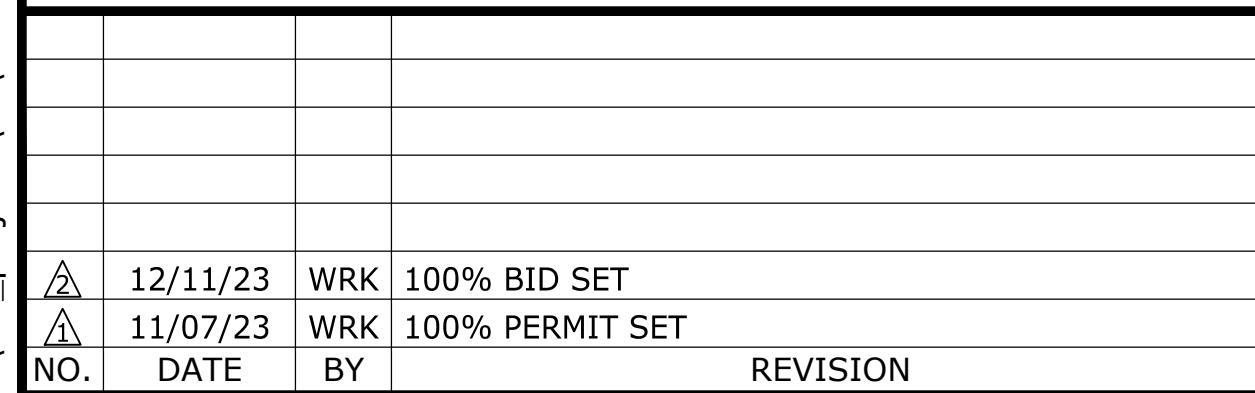 2 12/11/23 WRK 100% BID SET
1 11/07/23 WRK 100% PERMIT SET
NO. DATE BY REVISION